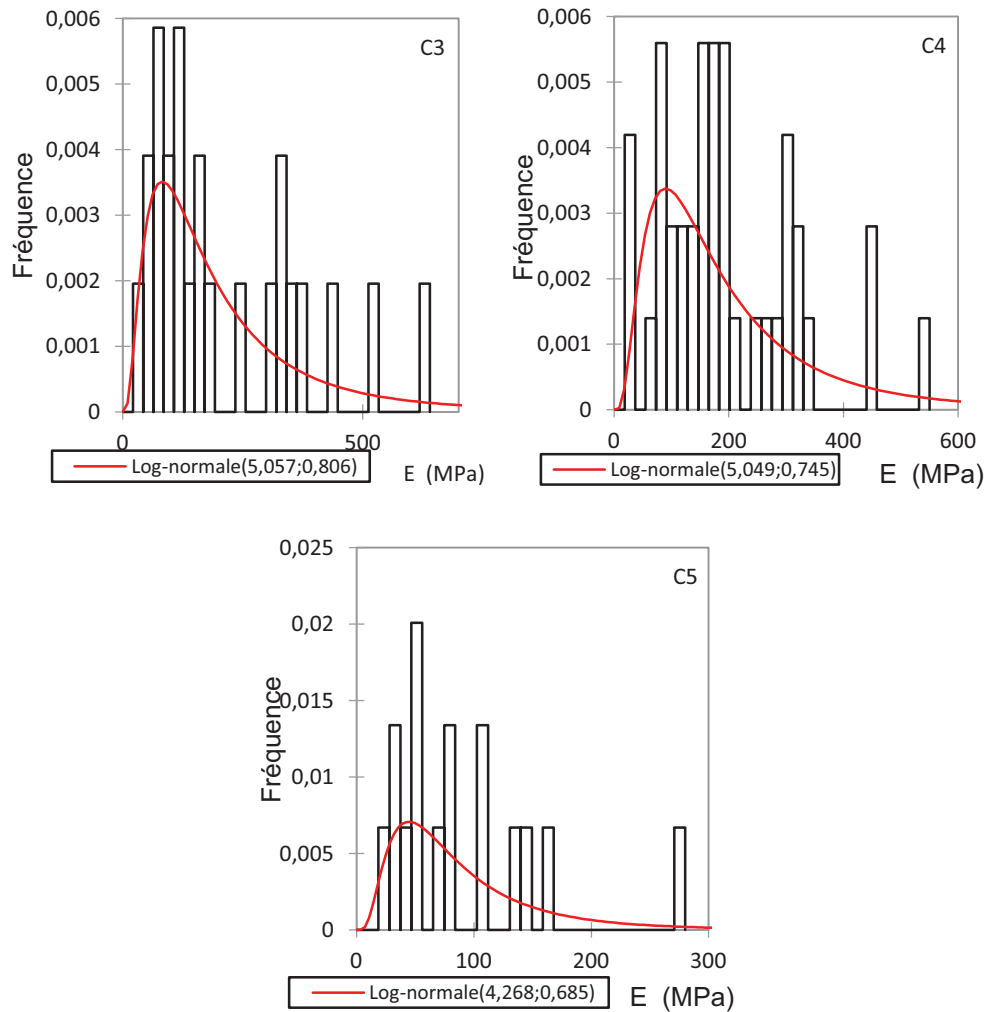 C3
Fréquence
0,006
0,005
0,004
0,003
0,002
0,001
0
0
500
Log-normale(5,057;0,806)
E (MPa)
C4
Fréquence
0,006
0,005
0,004
0,003
0,002
0,001
0
0
200
400
600
Log-normale(5,049;0,745)
E (MPa)
C5
Fréquence
0,025
0,02
0,015
0,01
0,005
0
0
100
200
300
Log-normale(4,268;0,685)
E (MPa)